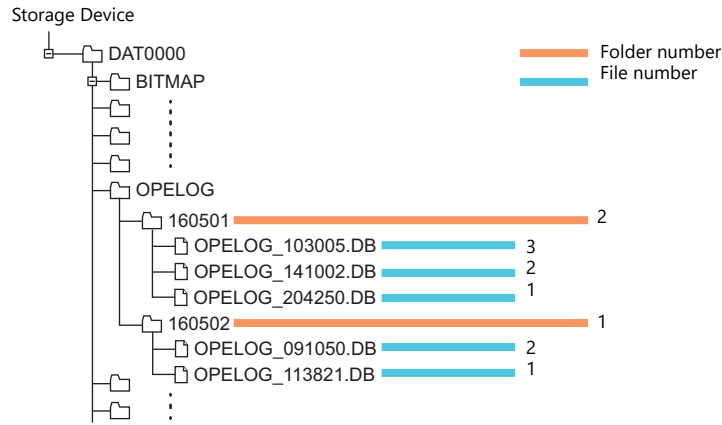 Storage Device
DAT0000
Folder number
BITMAP
File number
OPELOG
160501 2
OPELOG_103005.DB 3
OPELOG_141002.DB 2
OPELOG_204250.DB 1
160502 1
OPELOG_091050.DB 2
OPELOG_113821.DB 1